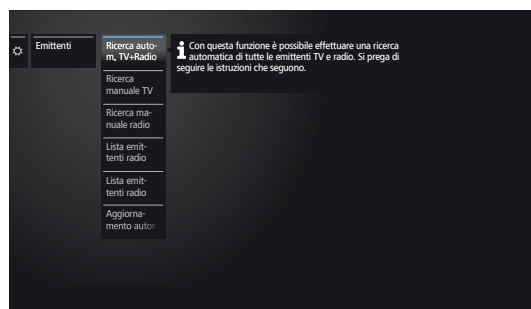 Emittenti
Ricerca auto-
m. TV+Radio
Ricerca
manuale TV
Ricerca ma-
nuale radio
Lista emit-
tenti radio
Lista emit-
tenti radio
Aggiorna-
mento auton
Con questa funzione è possibile effettuare una ricerca
automatica di tutte le emittenti TV e radio. Si prega di
seguire le istruzioni che seguono.